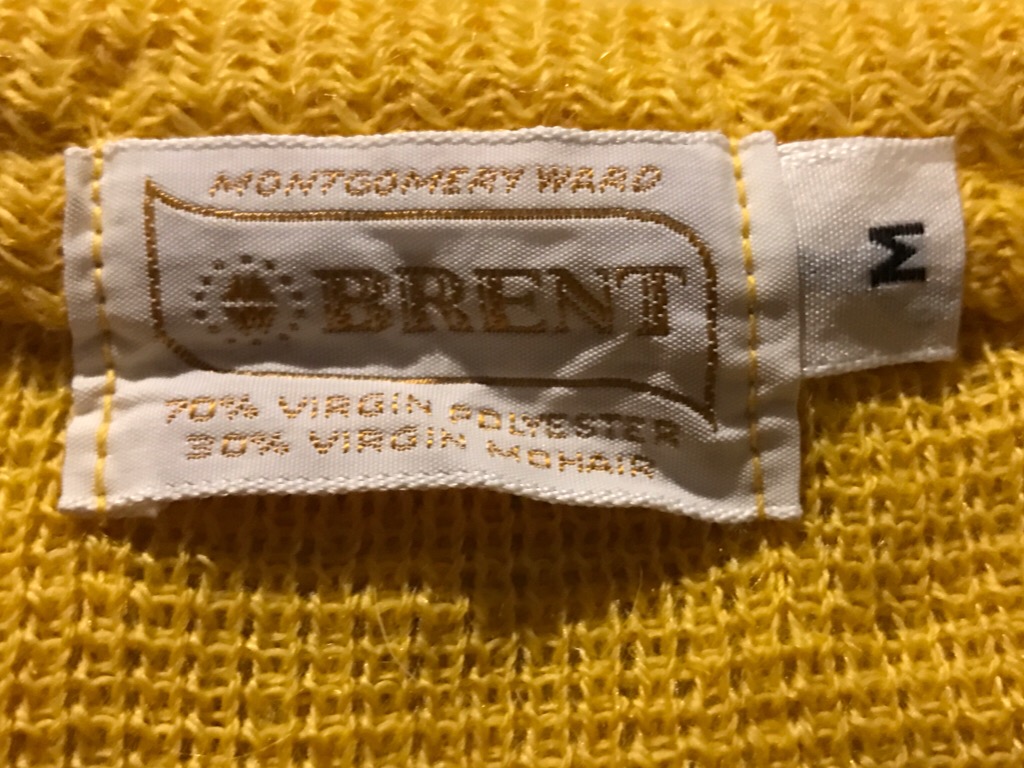 MONTGOMERY WARD
BRENT
70% VIRGIN POLYESTER
30% VIRGIN MOHAIR
M